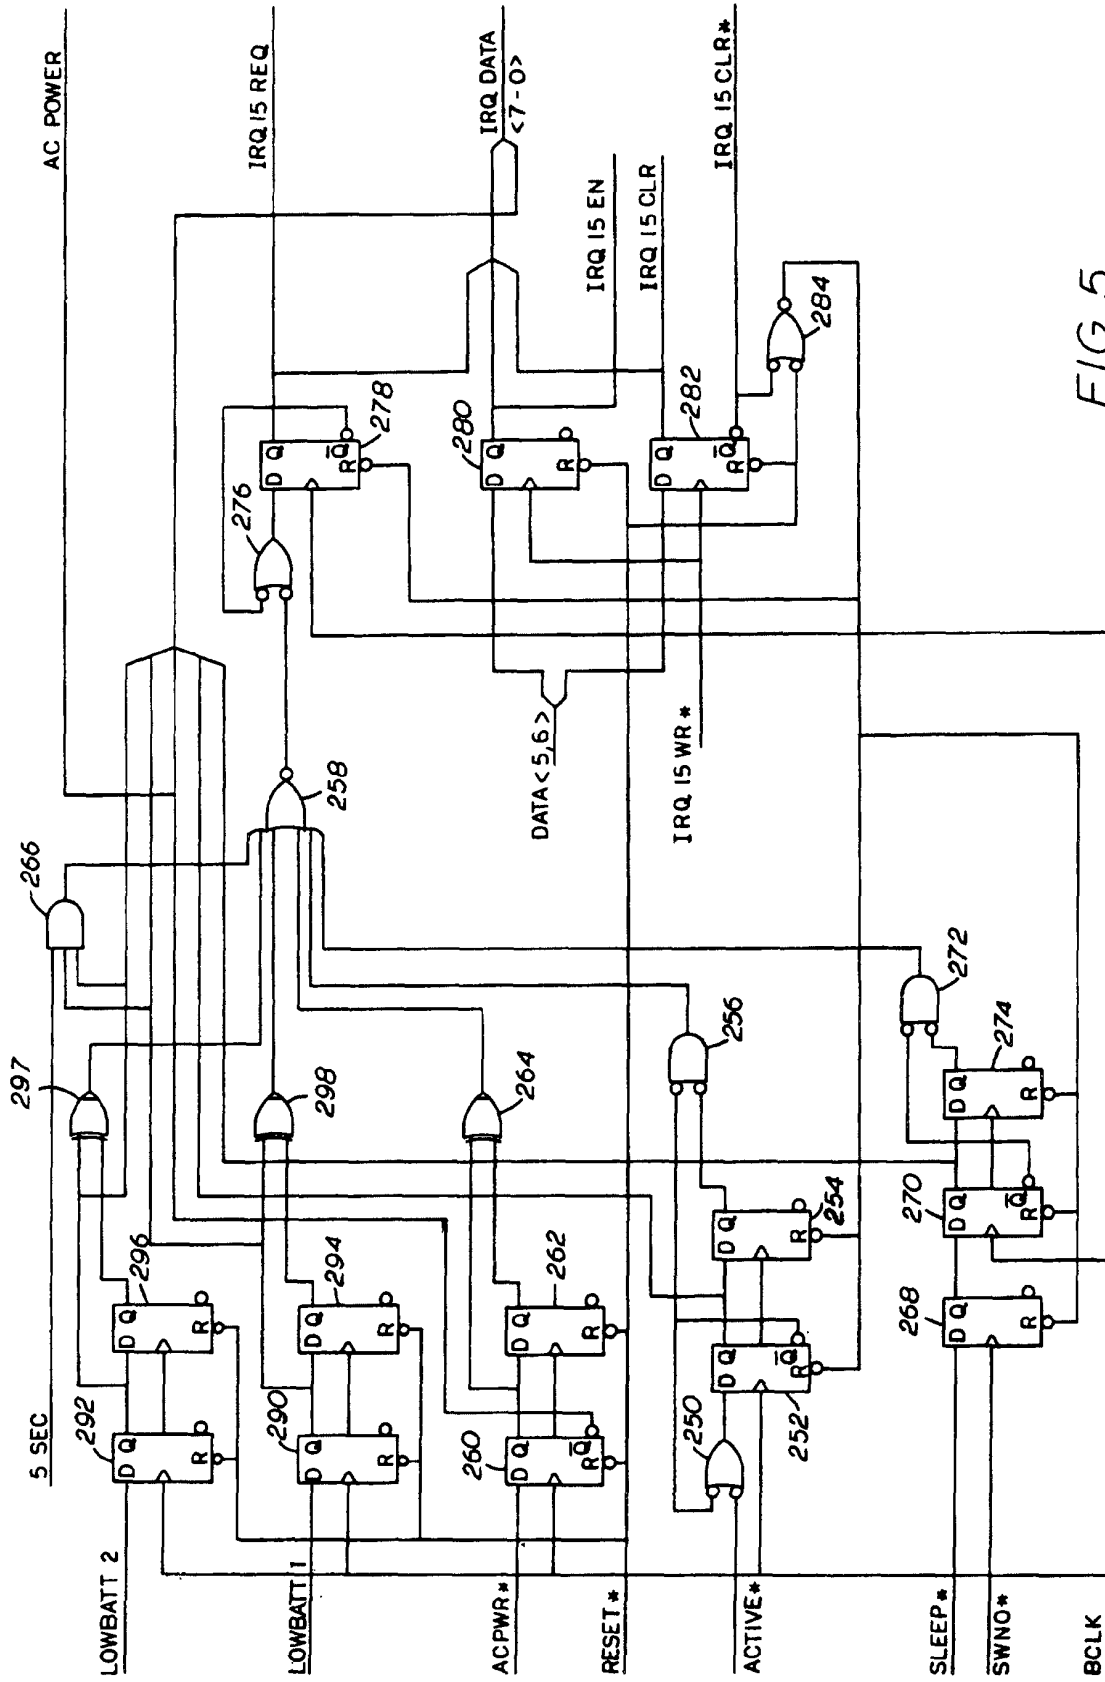 5 SEC
LOWBATT 2
LOWBATT 1
ACPWR*
RESET*
ACTIVE*
SLEEP*
SWNO*
BCLK
292
D Q
R
296
D Q
R
297
290
D Q
R
294
D Q
R
298
260
D Q
Q
R
262
D Q
R
264
250
252
D Q
Q
R
254
D Q
R
256
268
D Q
R
270
D Q
Q
R
274
D Q
R
272
266
258
276
278
D Q
Q
R
280
D Q
R
282
D Q
Q
R
284
DATA<5,6>
IRQ 15 WR*
AC POWER
IRQ 15 REQ
IRQ DATA
<7-0>
IRQ 15 EN
IRQ 15 CLR
IRQ 15 CLR*
FIG. 5